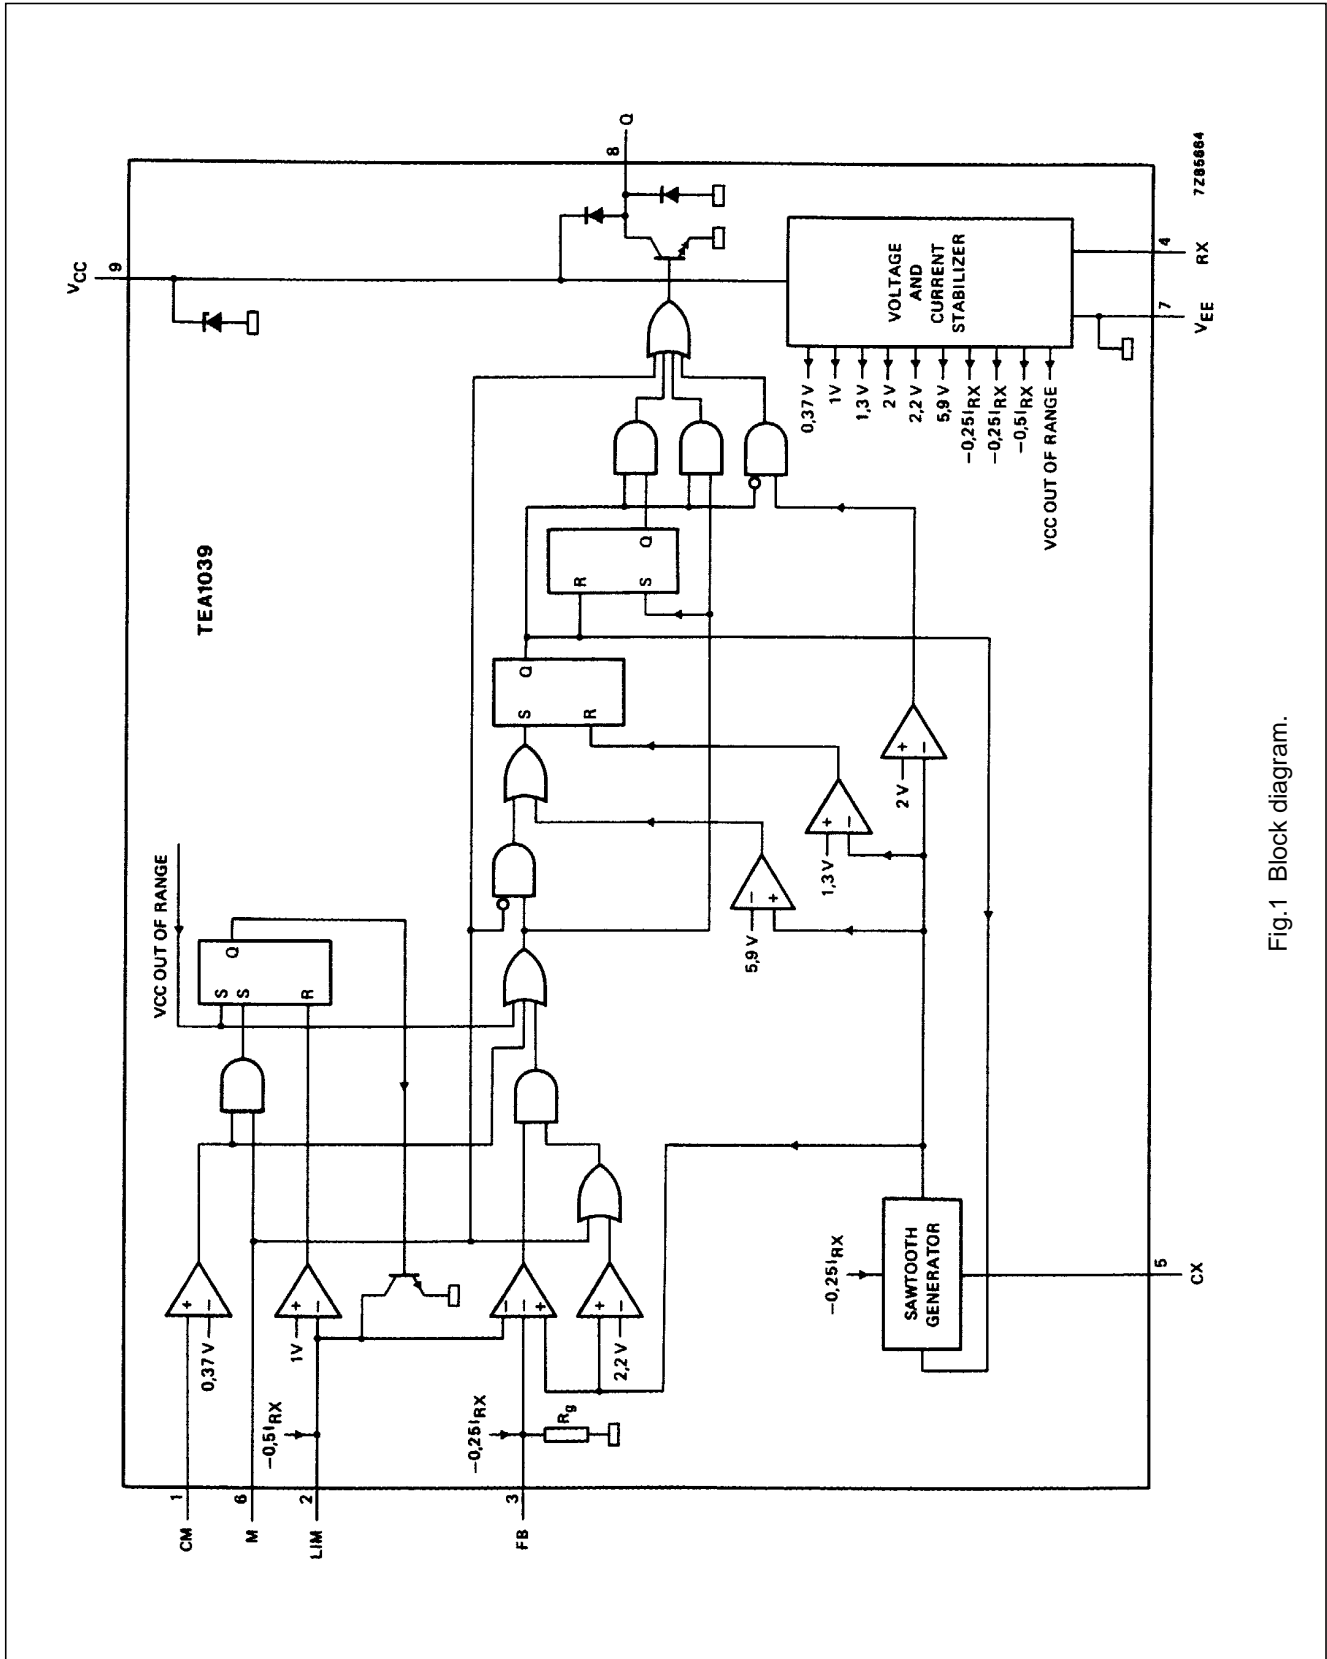 TEA1039
CM
1
M
6
LIM
2
FB
3
VCC
9
8
Q
CX
5
VEE
7
RX
4
+
−
0,37 V
+
−
1V
−0,5IRX
−
−
+
−0,25IRX
Rg
+
−
2,2 V
VCC OUT OF RANGE
S
S
R
Q
S
R
Q
R
S
Q
−
+
5,9 V
+
−
1,3 V
+
−
2 V
−0,25IRX
SAWTOOTH
GENERATOR
VOLTAGE
AND
CURRENT
STABILIZER
0,37 V
1V
1,3 V
2 V
2,2 V
5,9 V
−0,25IRX
−0,25IRX
−0,5IRX
VCC OUT OF RANGE
7Z85664
Fig.1 Block diagram.